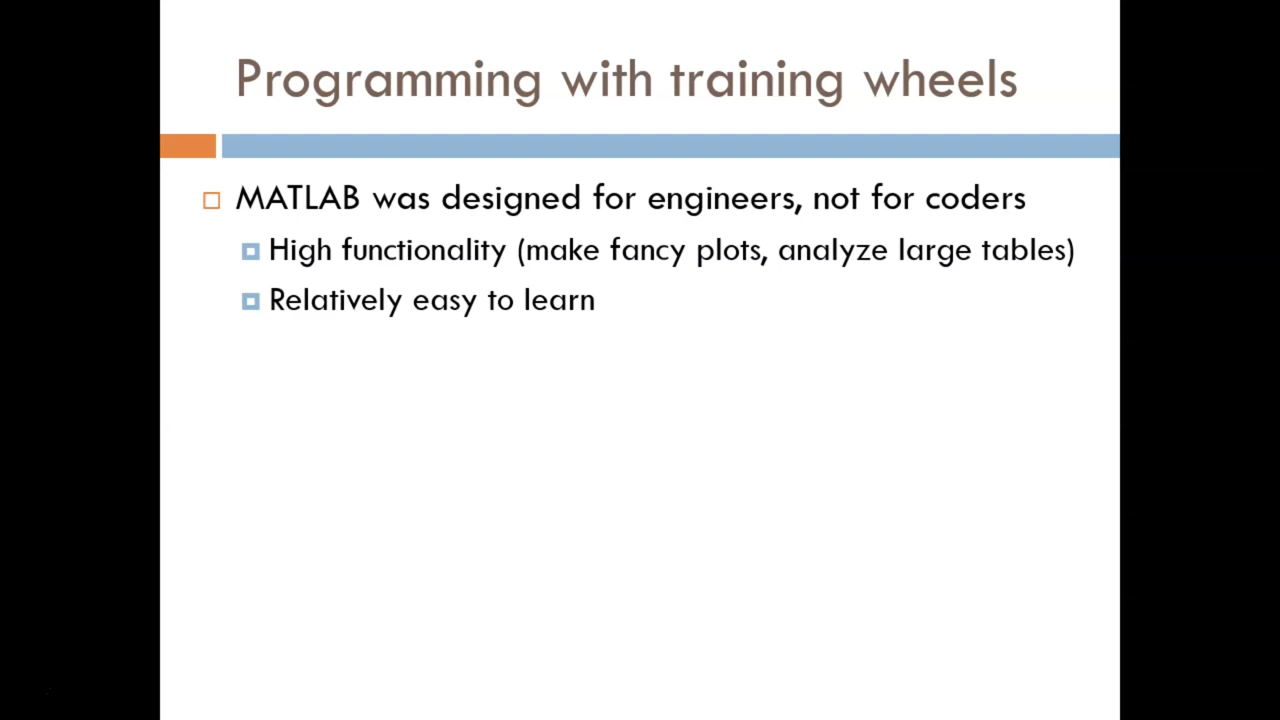 Programming with training wheels
MATLAB was designed for engineers, not for coders
High functionality (make fancy plots, analyze large tables)
Relatively easy to learn